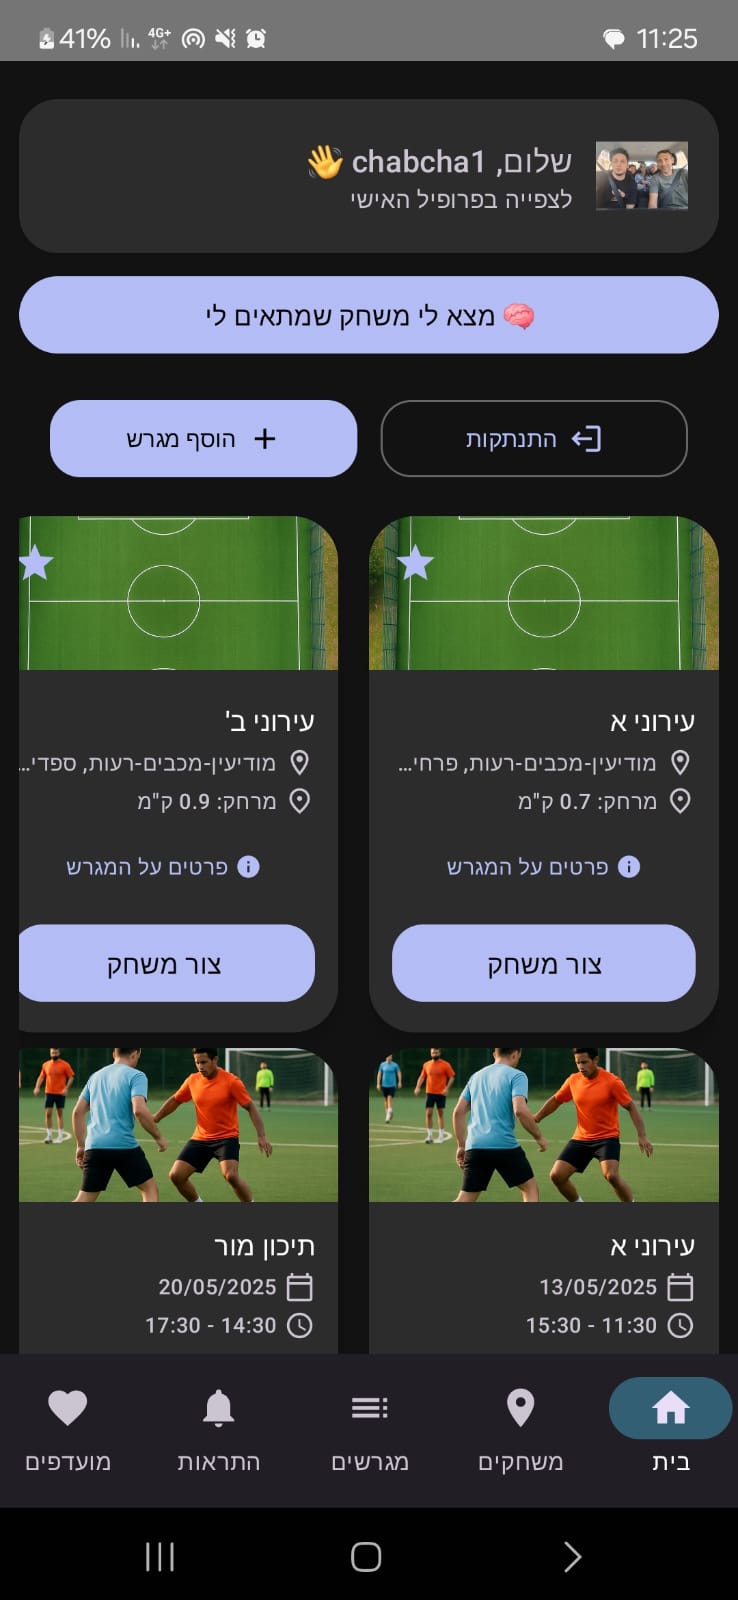 41% 4G+ 11:25
שלום, chabcha1 👋
לצפייה בפרופיל האישי
🧠 מצא לי משחק שמתאים לי
התנתקות
+ הוסף מגרש
עירוני א
מודיעין-מכבים-רעות, פרחי...
מרחק: 0.7 ק"מ
פרטים על המגרש
צור משחק
עירוני ב'
מודיעין-מכבים-רעות, ספדי...
מרחק: 0.9 ק"מ
פרטים על המגרש
צור משחק
עירוני א
13/05/2025
11:30 - 15:30
תיכון מור
20/05/2025
14:30 - 17:30
בית
משחקים
מגרשים
התראות
מועדפים